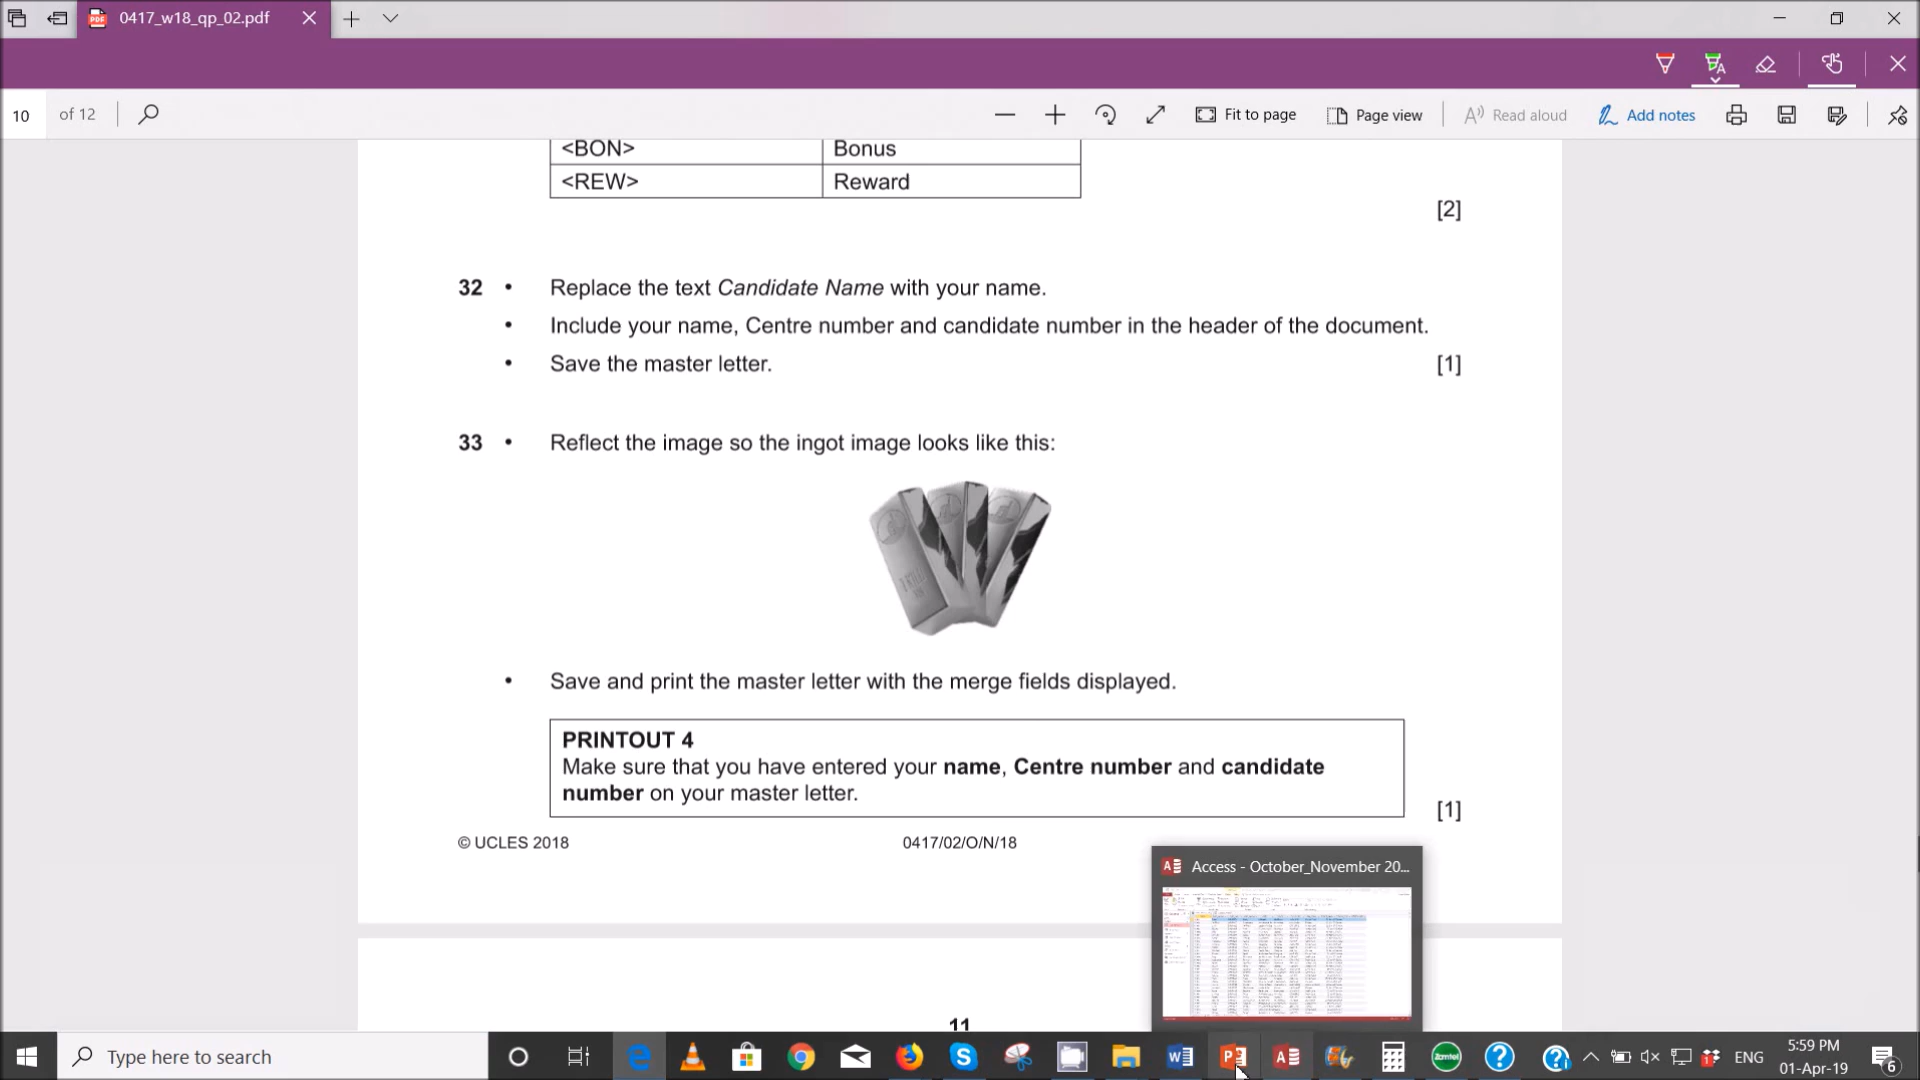 0417_w18_qp_02.pdf
10 of 12
Fit to page
Page view
Read aloud
Add notes
<BON> Bonus
<REW> Reward
[2]
32 • Replace the text Candidate Name with your name.
• Include your name, Centre number and candidate number in the header of the document.
• Save the master letter. [1]
33 • Reflect the image so the ingot image looks like this:
• Save and print the master letter with the merge fields displayed.
PRINTOUT 4
Make sure that you have entered your name, Centre number and candidate
number on your master letter.
[1]
© UCLES 2018 0417/02/O/N/18
Access - October_November 20...
11
Type here to search
Zamtel
ENG
5:59 PM
01-Apr-19
6